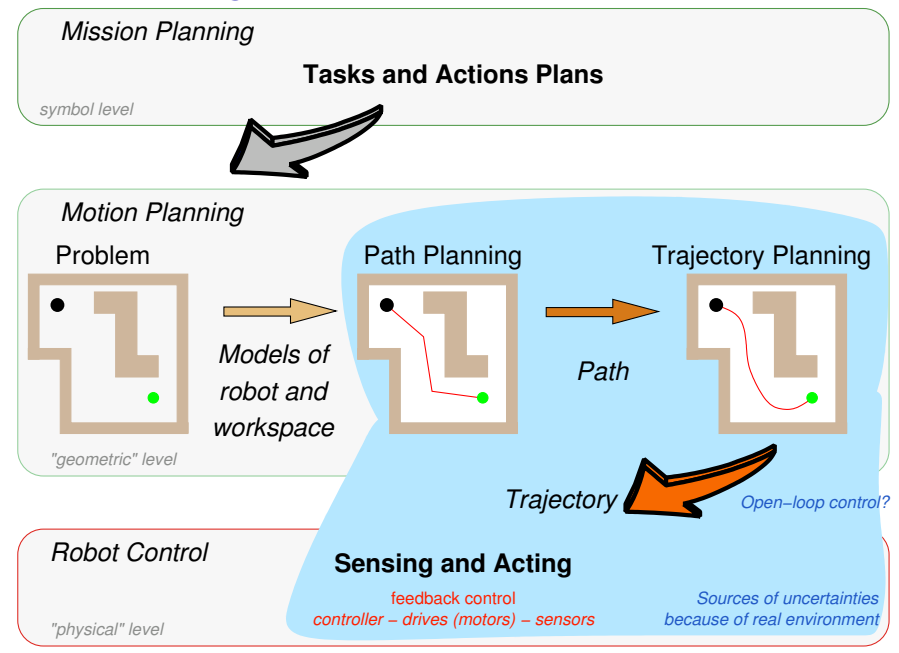 Mission Planning
Tasks and Actions Plans
symbol level
Motion Planning
Problem
Path Planning
Trajectory Planning
Models of
robot and
workspace
Path
"geometric" level
Trajectory
Open−loop control?
Robot Control
Sensing and Acting
feedback control
controller − drives (motors) − sensors
Sources of uncertainties
because of real environment
"physical" level